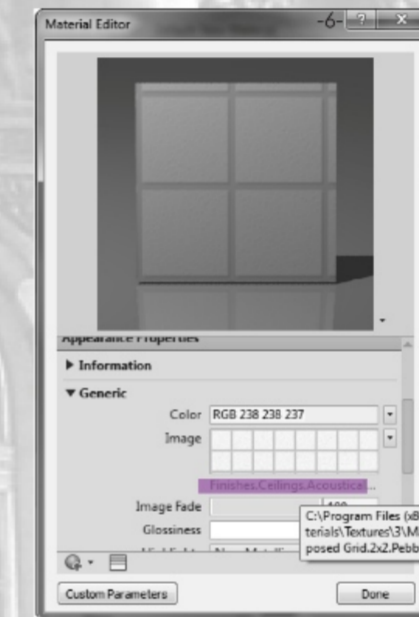 Material Editor -6- ? X
Appearance Properties
Information
Generic
Color RGB 238 238 237
Image
Finishes.Ceilings.Acoustical...
Image Fade 100
C:\Program Files (x8
Glossiness
terials\Textures\3\M
posed Grid.2x2.Pebb
Custom Parameters Done